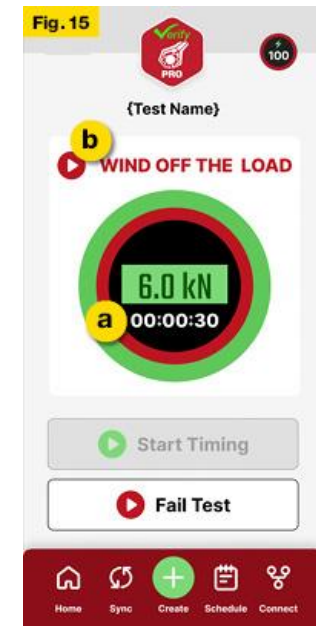 Fig. 15
Verify
PRO
100
{Test Name}
b
WIND OFF THE LOAD
6.0 kN
a
00:00:30
Start Timing
Fail Test
Home Sync Create Schedule Connect